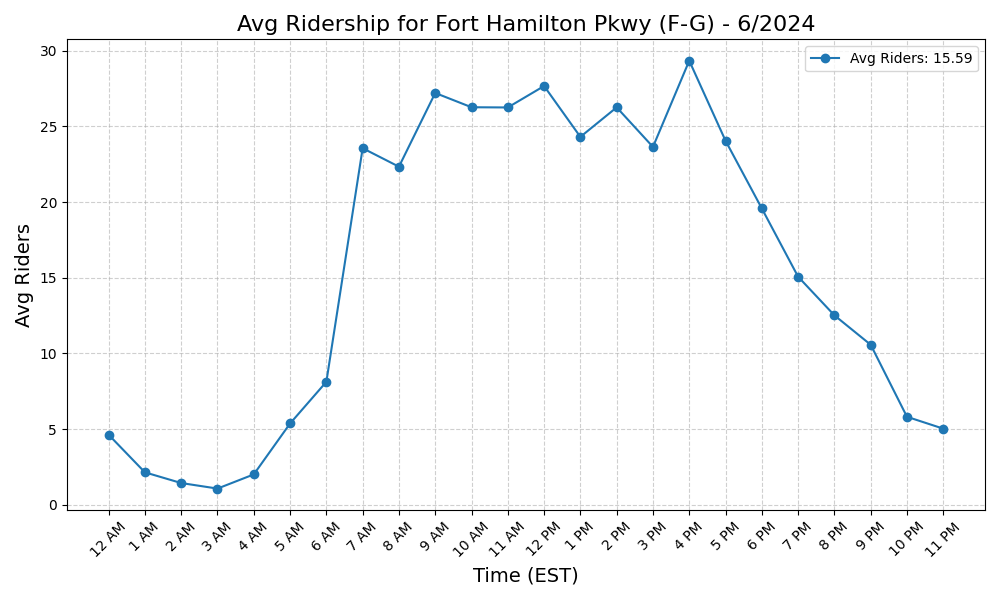 Avg Ridership for Fort Hamilton Pkwy (F-G) - 6/2024
Avg Riders: 15.59
30
25
20
15
10
5
0
Avg Riders
12 AM
1 AM
2 AM
3 AM
4 AM
5 AM
6 AM
7 AM
8 AM
9 AM
10 AM
11 AM
12 PM
1 PM
2 PM
3 PM
4 PM
5 PM
6 PM
7 PM
8 PM
9 PM
10 PM
11 PM
Time (EST)